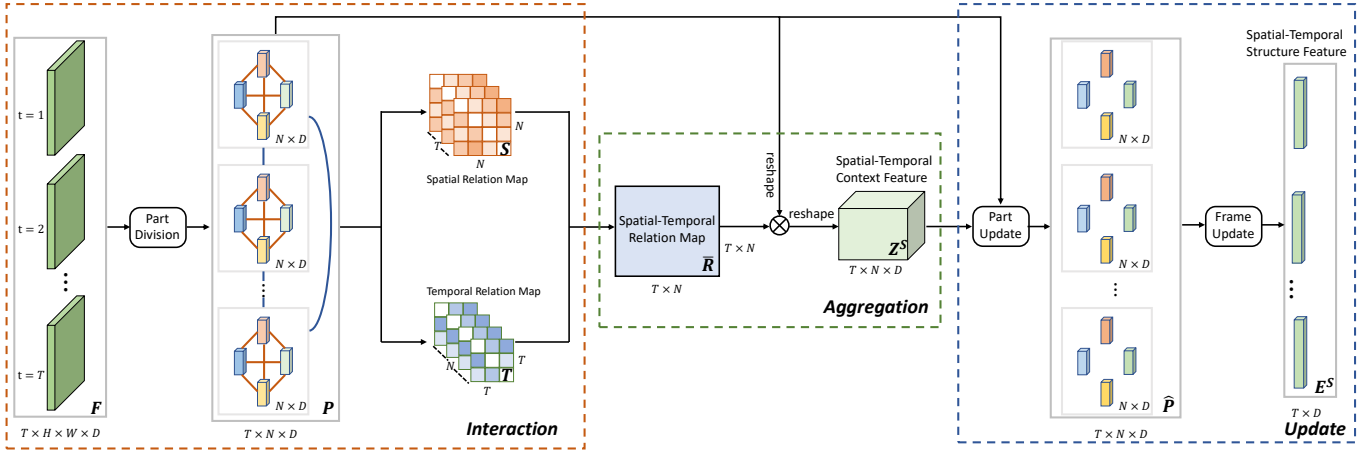 t = 1
t = 2
⋮
t = T
F
T × H × W × D
Part
Division
N × D
N × D
⋮
N × D
P
T × N × D
N
T
S
N
Spatial Relation Map
Temporal Relation Map
N
T
T
T
Interaction
Spatial-Temporal
Relation Map
R̅
T × N
T × N
reshape
reshape
Spatial-Temporal
Context Feature
Z^S
T × N × D
Aggregation
Part
Update
N × D
N × D
⋮
N × D
P̂
T × N × D
Frame
Update
Spatial-Temporal
Structure Feature
⋮
E^S
T × D
Update